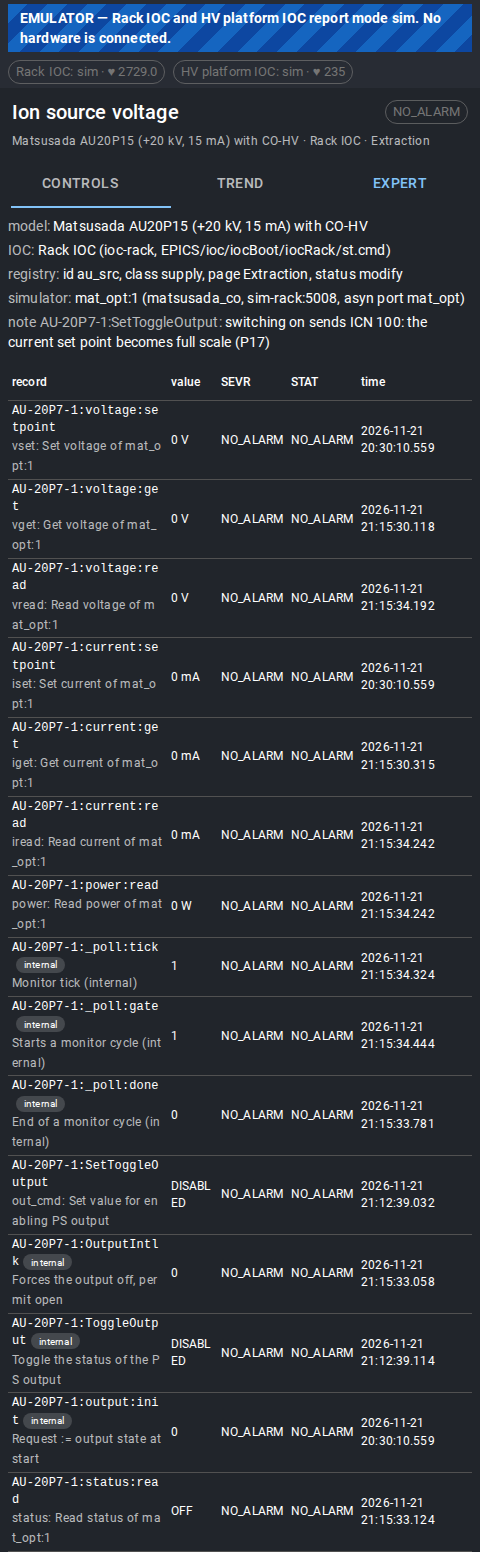 EMULATOR — Rack IOC and HV platform IOC report mode sim. No
hardware is connected.
Rack IOC: sim · ♥ 2729.0
HV platform IOC: sim · ♥ 235
Ion source voltage
NO_ALARM
Matsusada AU20P15 (+20 kV, 15 mA) with CO-HV · Rack IOC · Extraction
CONTROLS
TREND
EXPERT
model: Matsusada AU20P15 (+20 kV, 15 mA) with CO-HV
IOC: Rack IOC (ioc-rack, EPICS/ioc/iocBoot/iocRack/st.cmd)
registry: id au_src, class supply, page Extraction, status modify
simulator: mat_opt:1 (matsusada_co, sim-rack:5008, asyn port mat_opt)
note AU-20P7-1:SetToggleOutput: switching on sends ICN 100: the
current set point becomes full scale (P17)
record value SEVR STAT time
AU-20P7-1:voltage:se
tpoint
vset: Set voltage of mat_o
pt:1
0 V NO_ALARM NO_ALARM 2026-11-21
20:30:10.559
AU-20P7-1:voltage:ge
t
vget: Get voltage of mat_
opt:1
0 V NO_ALARM NO_ALARM 2026-11-21
21:15:30.118
AU-20P7-1:voltage:re
ad
vread: Read voltage of m
at_opt:1
0 V NO_ALARM NO_ALARM 2026-11-21
21:15:34.192
AU-20P7-1:current:se
tpoint
iset: Set current of mat_o
pt:1
0 mA NO_ALARM NO_ALARM 2026-11-21
20:30:10.559
AU-20P7-1:current:ge
t
iget: Get current of mat_o
pt:1
0 mA NO_ALARM NO_ALARM 2026-11-21
21:15:30.315
AU-20P7-1:current:re
ad
iread: Read current of mat
_opt:1
0 mA NO_ALARM NO_ALARM 2026-11-21
21:15:34.242
AU-20P7-1:power:read
power: Read power of mat
_opt:1
0 W NO_ALARM NO_ALARM 2026-11-21
21:15:34.242
AU-20P7-1:_poll:tick
internal
Monitor tick (internal)
1 NO_ALARM NO_ALARM 2026-11-21
21:15:34.324
AU-20P7-1:_poll:gate
internal
Starts a monitor cycle (int
ernal)
1 NO_ALARM NO_ALARM 2026-11-21
21:15:34.444
AU-20P7-1:_poll:done
internal
End of a monitor cycle (in
ternal)
0 NO_ALARM NO_ALARM 2026-11-21
21:15:33.781
AU-20P7-1:SetToggleO
utput
out_cmd: Set value for en
abling PS output
DISABL
ED
NO_ALARM NO_ALARM 2026-11-21
21:12:39.032
AU-20P7-1:OutputIntl
k internal
Forces the output off, per
mit open
0 NO_ALARM NO_ALARM 2026-11-21
21:15:33.058
AU-20P7-1:ToggleOutp
ut internal
Toggle the status of the P
S output
DISABL
ED
NO_ALARM NO_ALARM 2026-11-21
21:12:39.114
AU-20P7-1:output:ini
t internal
Request := output state at
start
0 NO_ALARM NO_ALARM 2026-11-21
20:30:10.559
AU-20P7-1:status:rea
d
status: Read status of ma
t_opt:1
OFF NO_ALARM NO_ALARM 2026-11-21
21:15:33.124